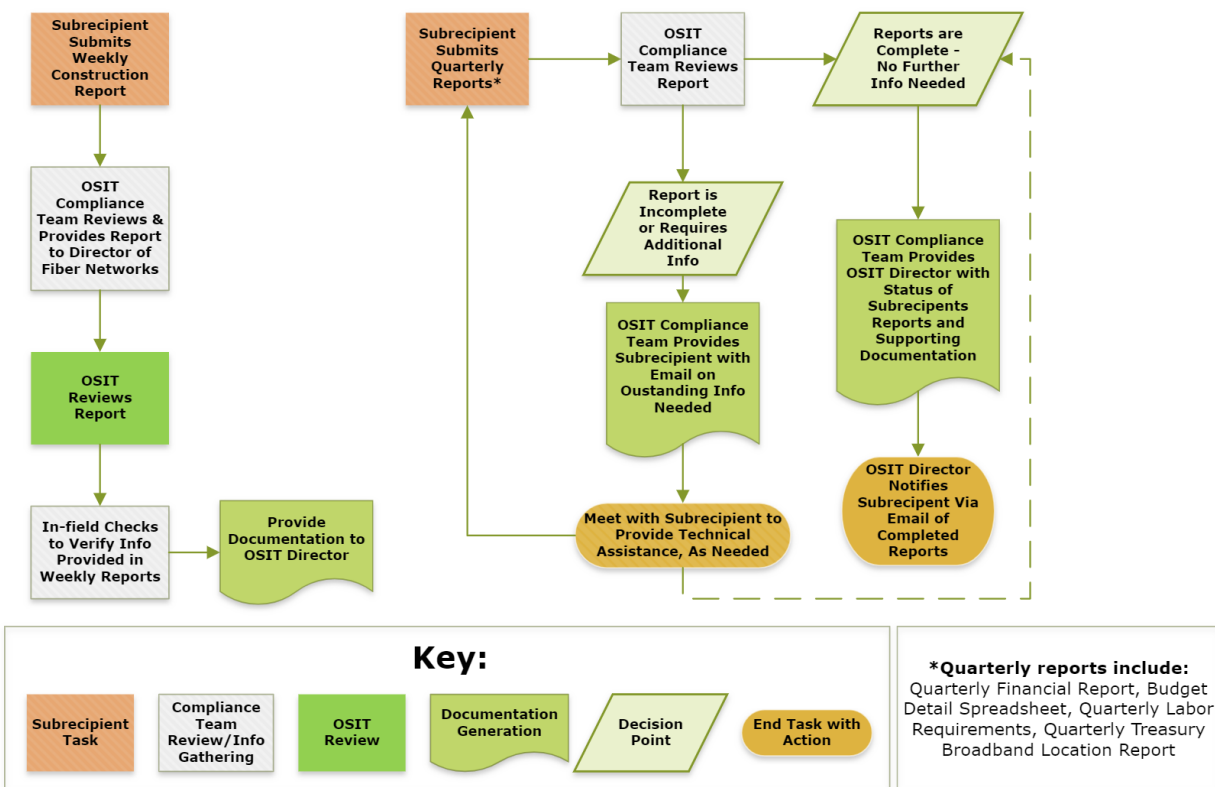 Subrecipient
Submits
Weekly
Construction
Report
OSIT
Compliance
Team Reviews &
Provides Report
to Director of
Fiber Networks
OSIT
Reviews
Report
In-field Checks
to Verify Info
Provided in
Weekly Reports
Provide
Documentation to
OSIT Director
Subrecipient
Submits
Quarterly
Reports*
OSIT
Compliance
Team Reviews
Report
Reports are
Complete -
No Further
Info Needed
Report is
Incomplete
or Requires
Additional
Info
OSIT Compliance
Team Provides
Subrecipient with
Email on
Oustanding Info
Needed
Meet with Subrecipient to
Provide Technical
Assistance, As Needed
OSIT Compliance
Team Provides
OSIT Director with
Status of
Subrecipents
Reports and
Supporting
Documentation
OSIT Director
Notifies
Subrecipent Via
Email of
Completed
Reports
Key:
Subrecipient
Task
Compliance
Team
Review/Info
Gathering
OSIT
Review
Documentation
Generation
Decision
Point
End Task with
Action
*Quarterly reports include:
Quarterly Financial Report, Budget
Detail Spreadsheet, Quarterly Labor
Requirements, Quarterly Treasury
Broadband Location Report